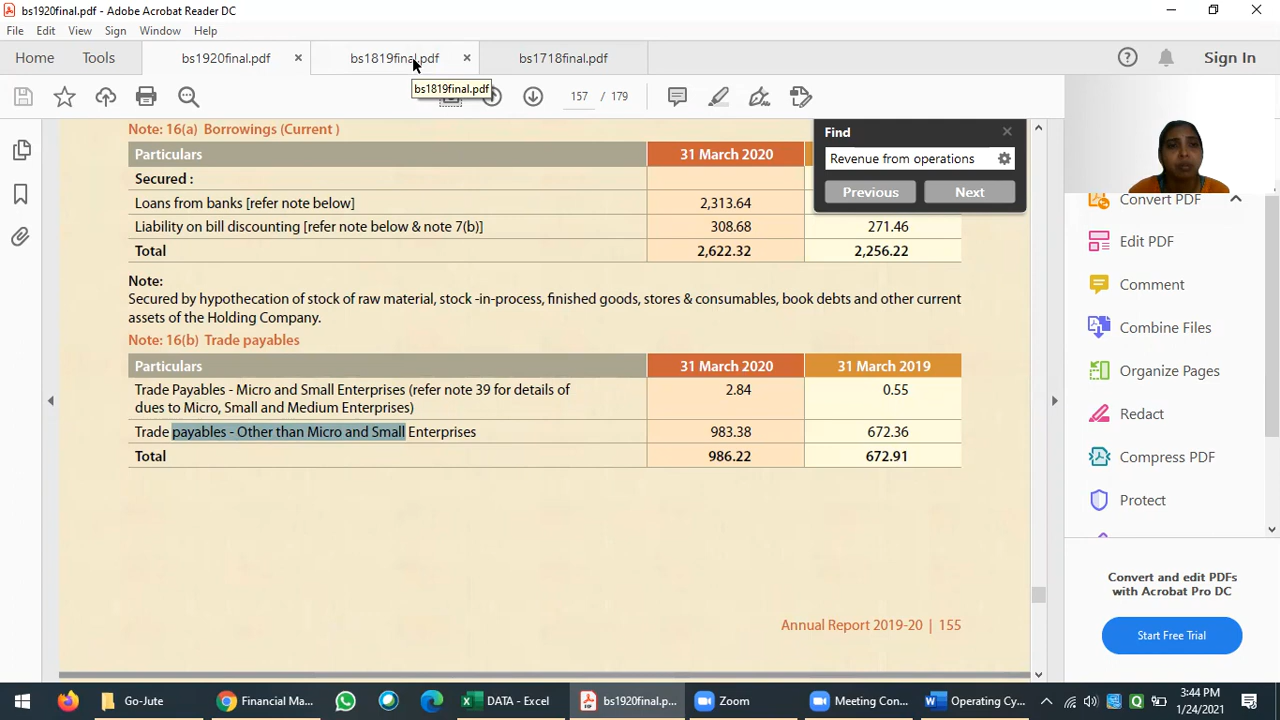 bs1920final.pdf - Adobe Acrobat Reader DC
File Edit View Sign Window Help
Home Tools bs1920final.pdf × bs1819final.pdf × bs1718final.pdf Sign In
bs1819final.pdf
157 / 179
Find
Revenue from operations
Previous Next
Note: 16(a) Borrowings (Current )
Particulars 31 March 2020
Secured :
Loans from banks [refer note below] 2,313.64
Liability on bill discounting [refer note below & note 7(b)] 308.68 271.46
Total 2,622.32 2,256.22
Note:
Secured by hypothecation of stock of raw material, stock -in-process, finished goods, stores & consumables, book debts and other current
assets of the Holding Company.
Note: 16(b) Trade payables
Particulars 31 March 2020 31 March 2019
Trade Payables - Micro and Small Enterprises (refer note 39 for details of 2.84 0.55
dues to Micro, Small and Medium Enterprises)
Trade payables - Other than Micro and Small Enterprises 983.38 672.36
Total 986.22 672.91
Annual Report 2019-20 | 155
Convert PDF
Edit PDF
Comment
Combine Files
Organize Pages
Redact
Compress PDF
Protect
Convert and edit PDFs
with Acrobat Pro DC
Start Free Trial
Go-Jute Financial Ma... DATA - Excel bs1920final.p... Zoom Meeting Con... Operating Cy...
3:44 PM
1/24/2021